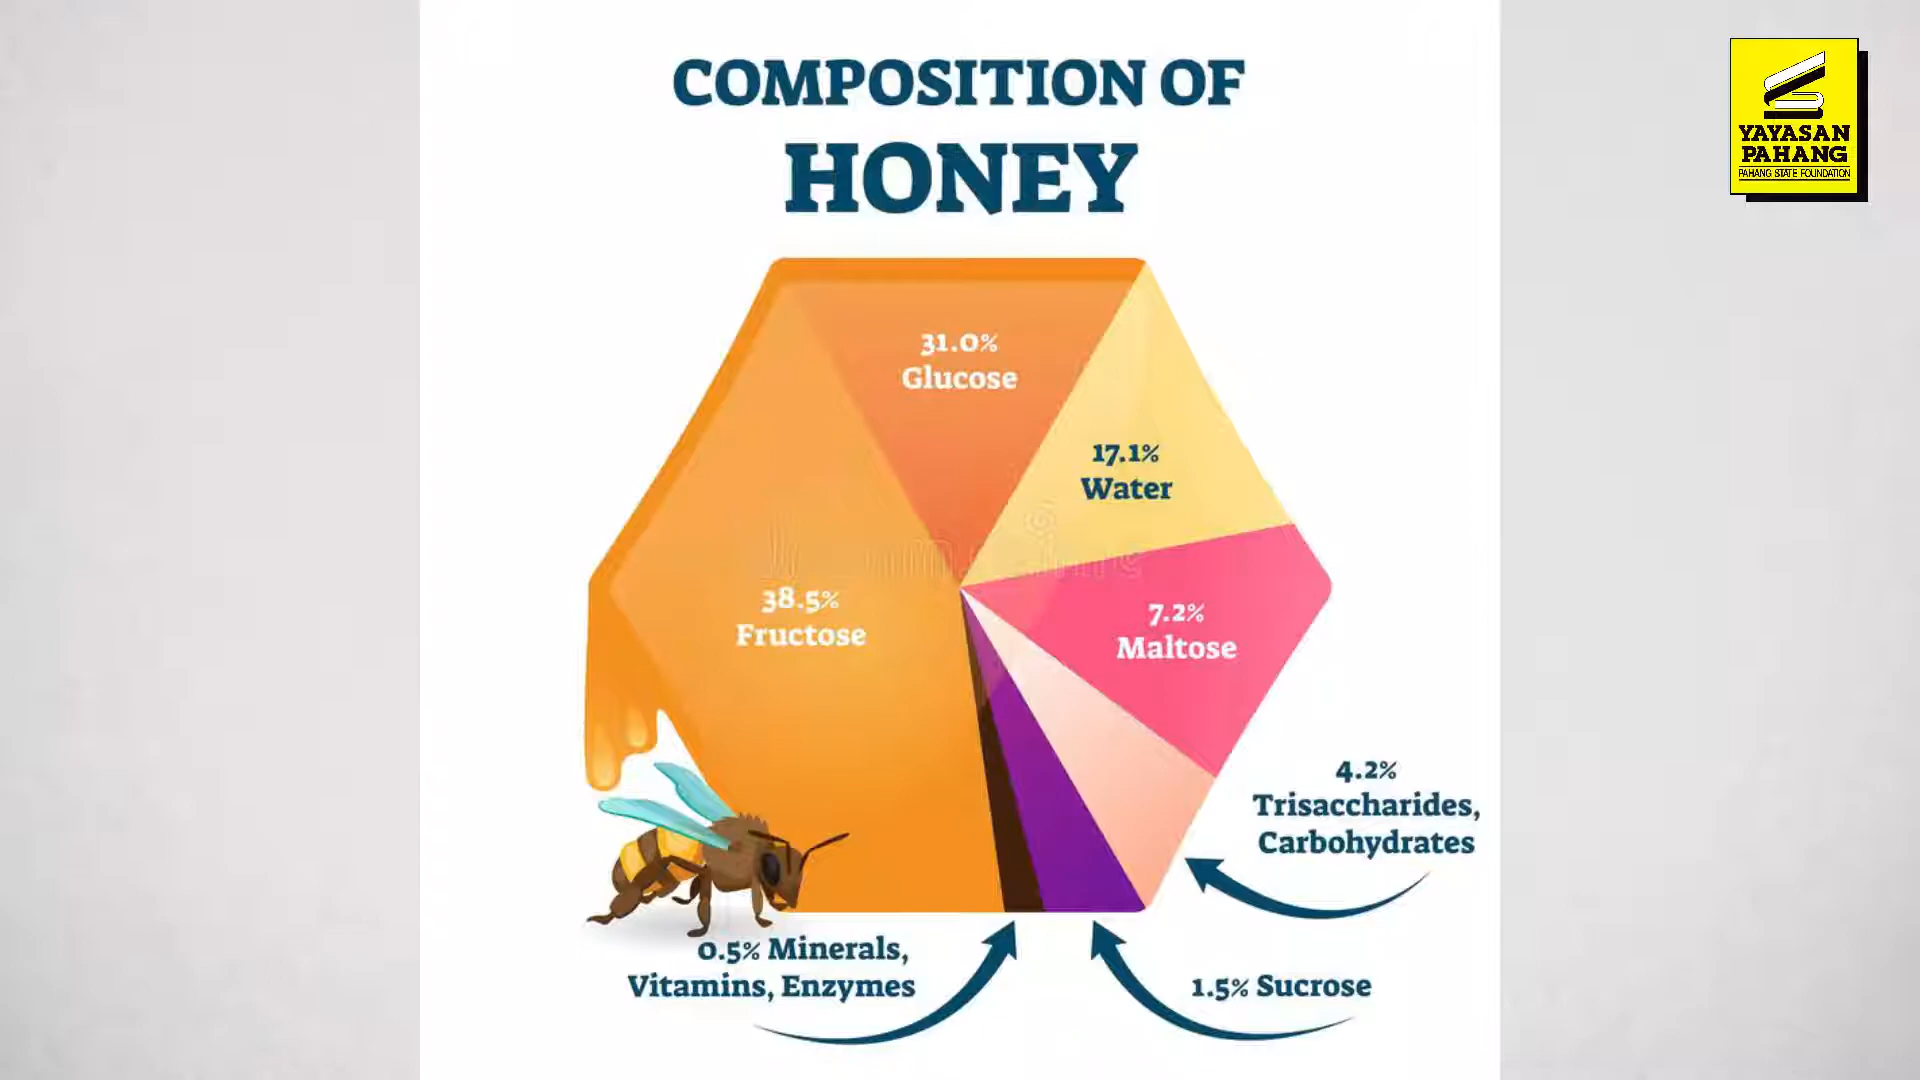 COMPOSITION OF
HONEY
YAYASAN
PAHANG
PAHANG STATE FOUNDATION
31.0%
Glucose
17.1%
Water
38.5%
Fructose
7.2%
Maltose
4.2%
Trisaccharides,
Carbohydrates
0.5% Minerals,
Vitamins, Enzymes
1.5% Sucrose